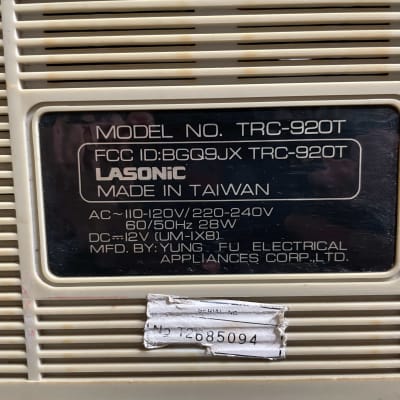 MODEL NO. TRC-920T
FCC ID:BGQ9JX TRC-920T
LASONiC
MADE IN TAIWAN
AC~110-120V/220-240V
60/50Hz 28W
DC⎓12V (UM-1X8)
MFD. BY: YUNG FU ELECTRICAL
APPLIANCES CORP.,LTD.
SERIAL NO
NO 72685094